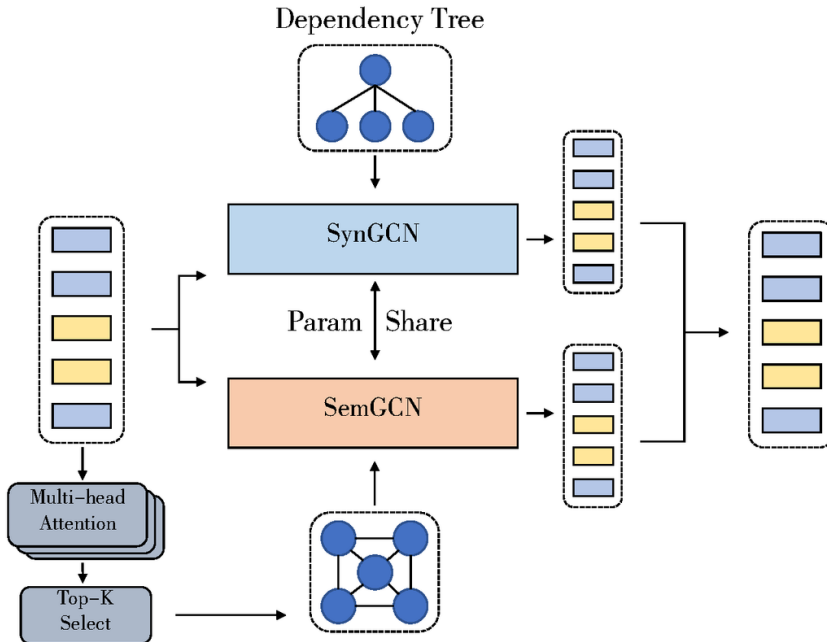 Dependency Tree
SynGCN
Param Share
SemGCN
Multi-head
Attention
Top-K
Select